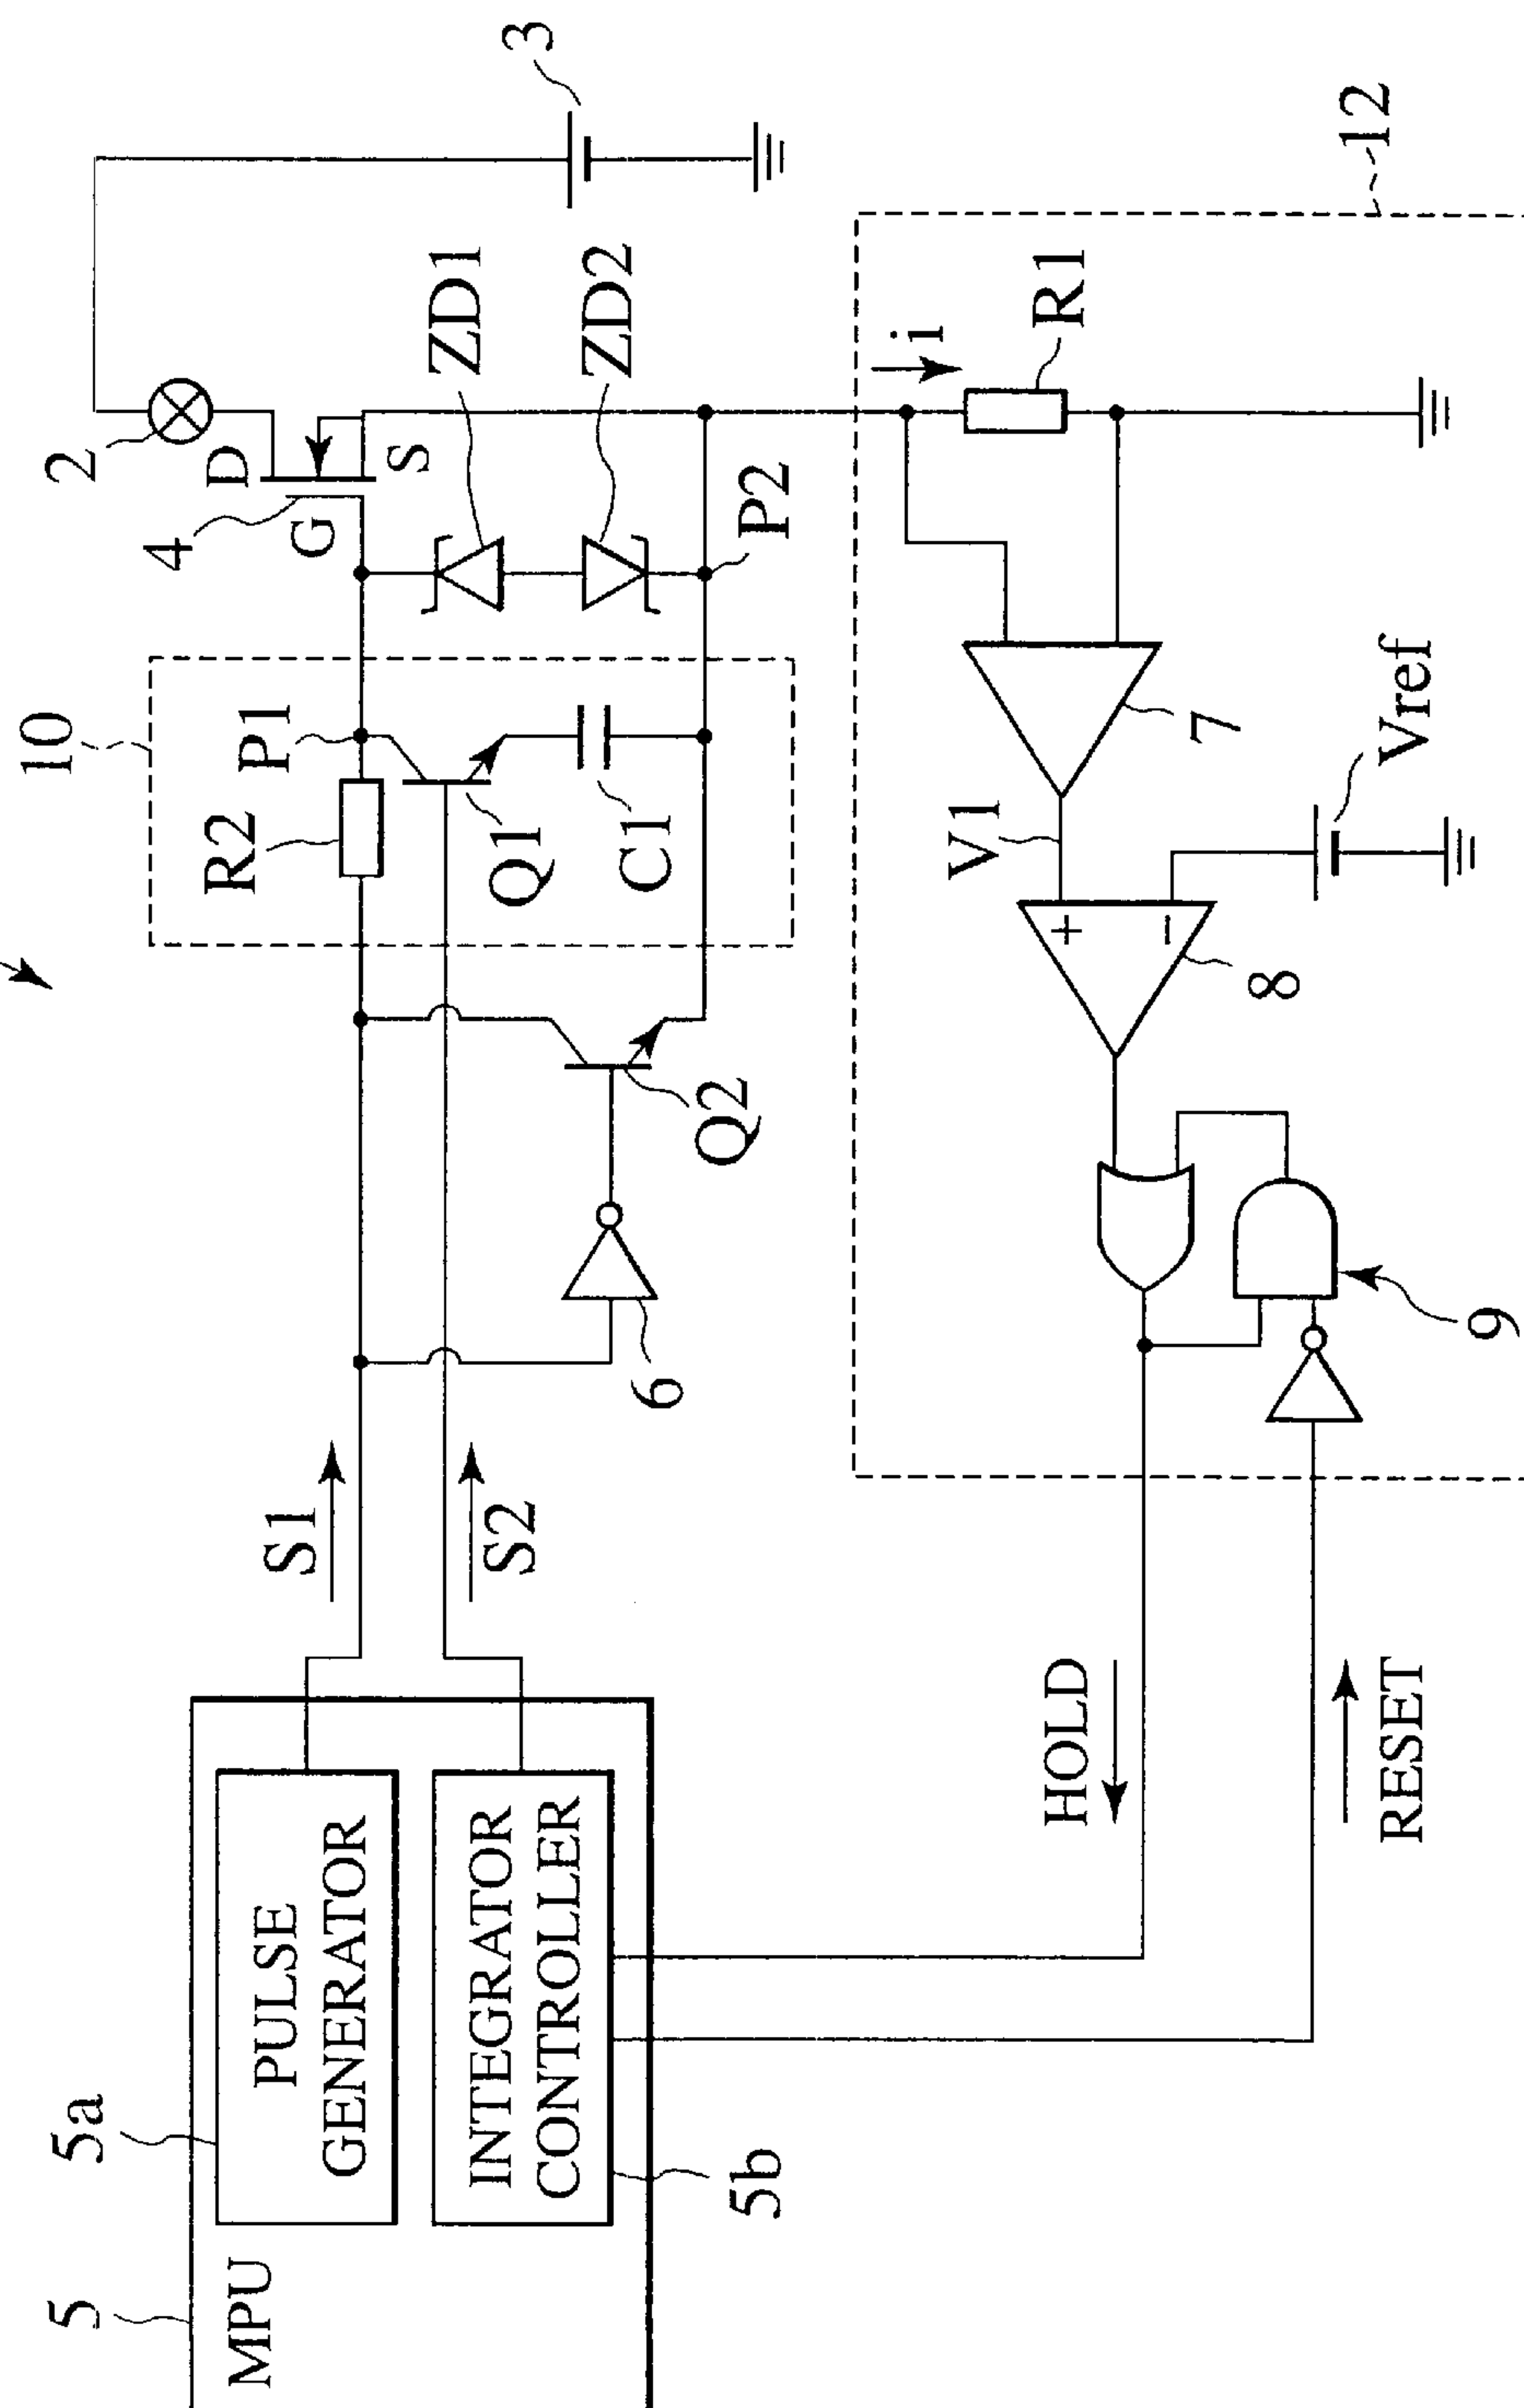 5
MPU
5a
PULSE
GENERATOR
INTEGRATOR
CONTROLLER
5b
S1
S2
HOLD
RESET
6
Q2
10
R2
P1
Q1
C1
2
D
4
G
S
ZD1
ZD2
P2
3
12
i
R1
7
V1
Vref
+
−
8
9